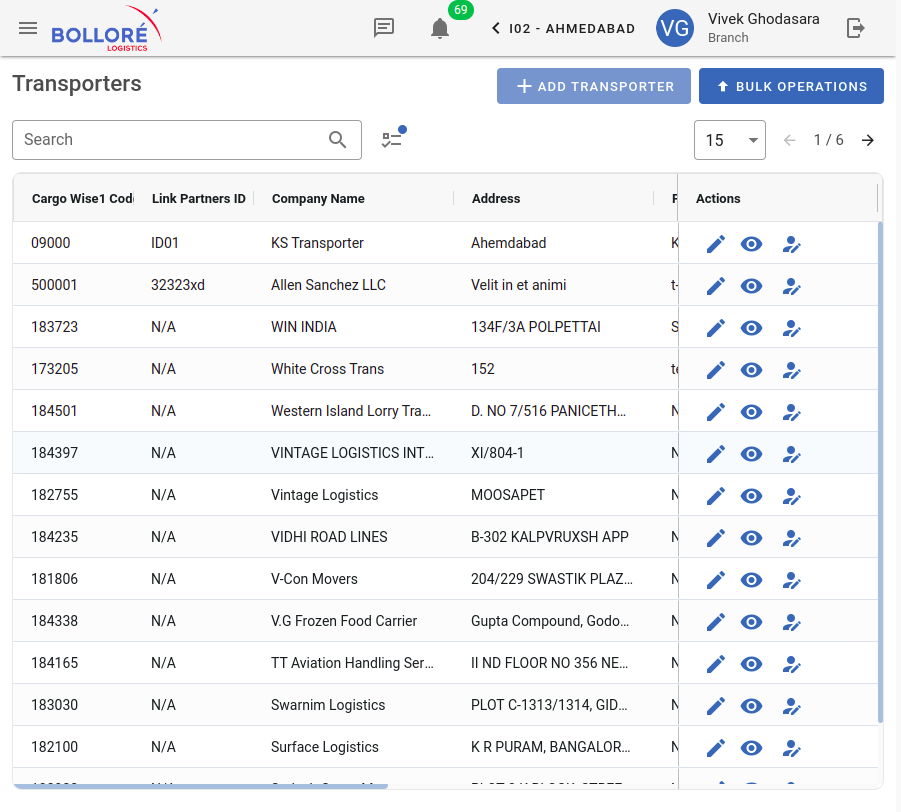 BOLLORÉ
LOGISTICS
69
I02 - AHMEDABAD
VG
Vivek Ghodasara
Branch
Transporters
ADD TRANSPORTER
BULK OPERATIONS
Search
15
1 / 6
Cargo Wise1 Cod Link Partners ID Company Name Address Actions
09000 ID01 KS Transporter Ahemdabad K
500001 32323xd Allen Sanchez LLC Velit in et animi t-
183723 N/A WIN INDIA 134F/3A POLPETTAI S
173205 N/A White Cross Trans 152 te
184501 N/A Western Island Lorry Tra... D. NO 7/516 PANICETH... N
184397 N/A VINTAGE LOGISTICS INT... XI/804-1 N
182755 N/A Vintage Logistics MOOSAPET N
184235 N/A VIDHI ROAD LINES B-302 KALPVRUXSH APP N
181806 N/A V-Con Movers 204/229 SWASTIK PLAZ... N
184338 N/A V.G Frozen Food Carrier Gupta Compound, Godo... N
184165 N/A TT Aviation Handling Ser... II ND FLOOR NO 356 NE... N
183030 N/A Swarnim Logistics PLOT C-1313/1314, GID... N
182100 N/A Surface Logistics K R PURAM, BANGALOR... N